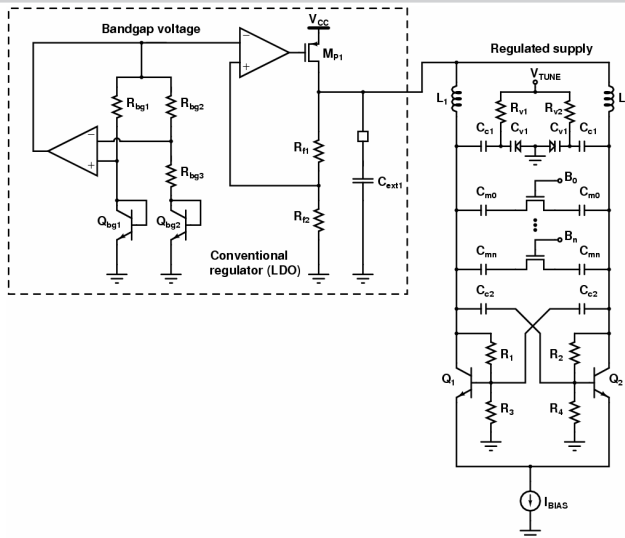 Bandgap voltage
V_CC
M_P1
Regulated supply
V_TUNE
L_1
L
R_bg1
R_bg2
R_v1
R_v2
C_c1
C_v1
C_v1
C_c1
−
+
−
+
R_bg3
R_f1
C_ext1
B_0
C_m0
C_m0
Q_bg1
Q_bg2
R_f2
B_n
C_mn
C_mn
Conventional
regulator (LDO)
C_c2
C_c2
R_1
R_2
Q_1
Q_2
R_3
R_4
I_BIAS